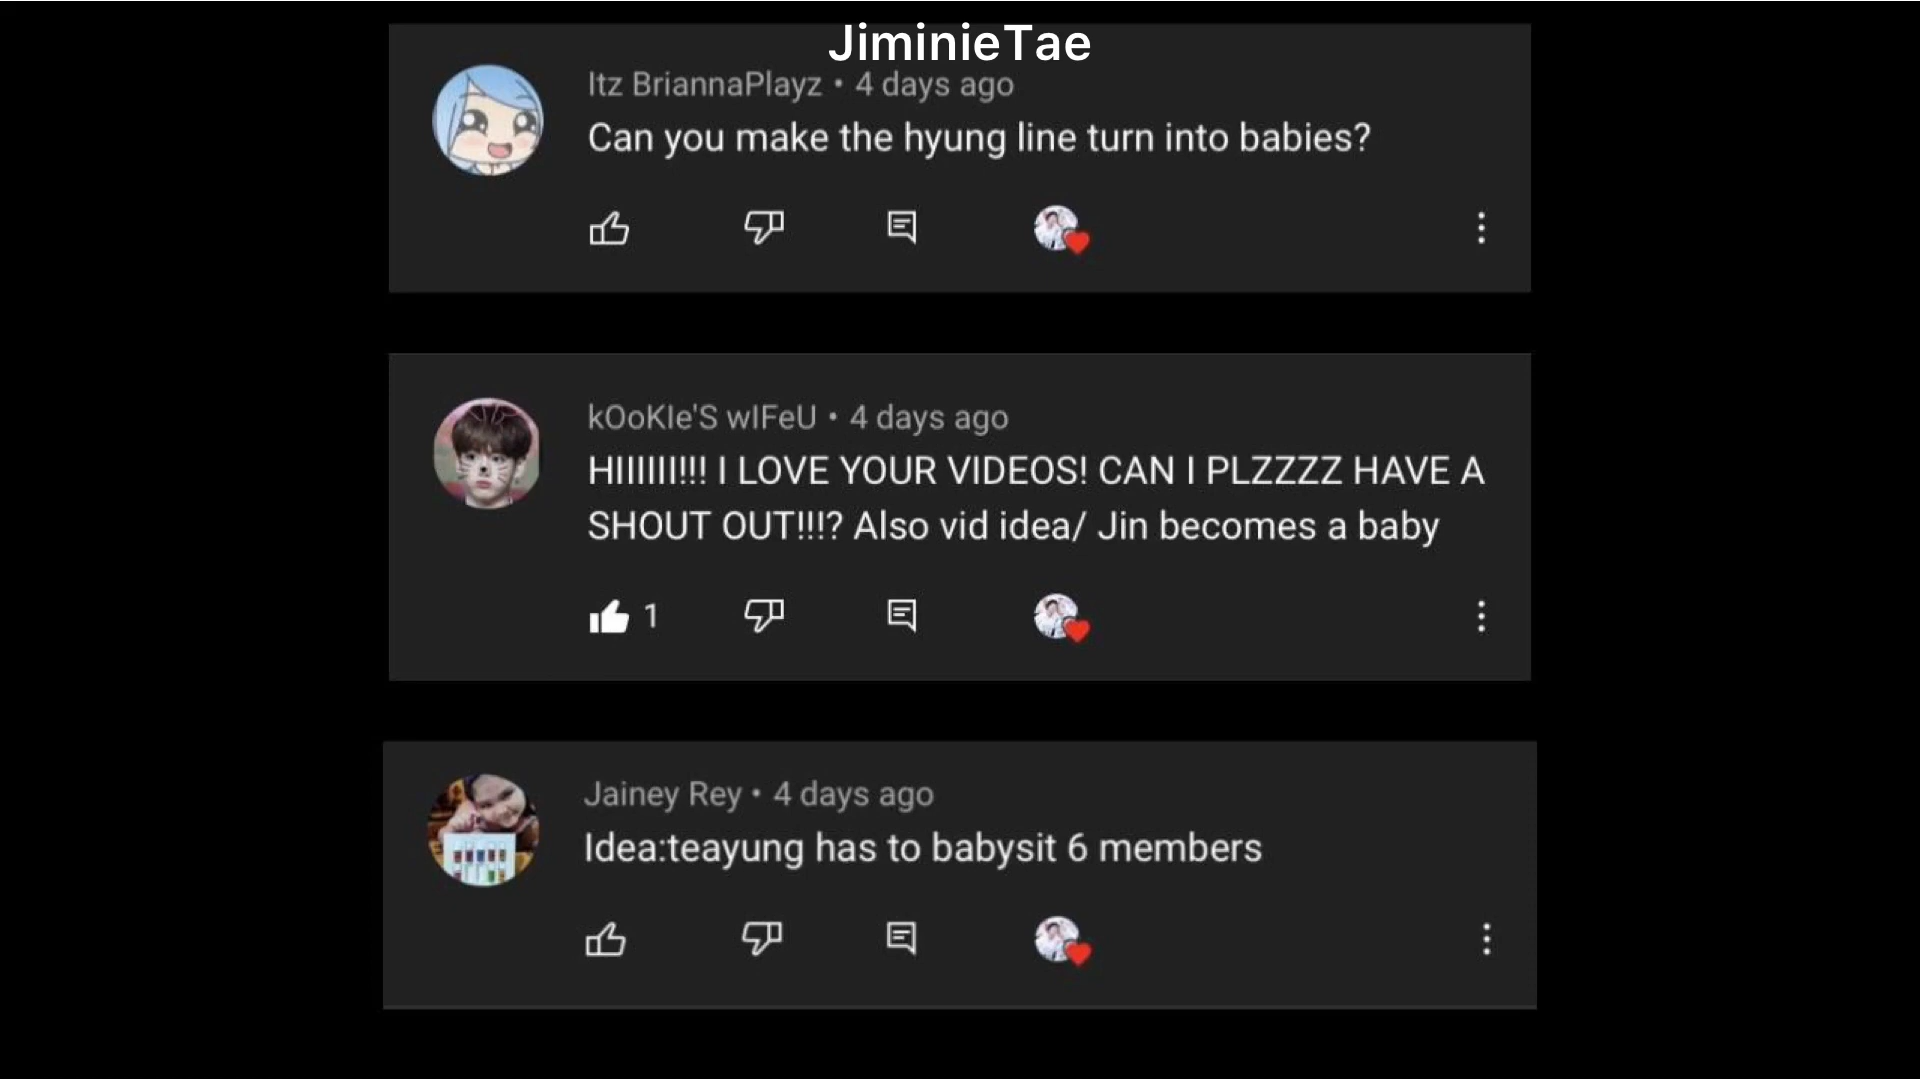 JiminieTae
Itz BriannaPlayz • 4 days ago
Can you make the hyung line turn into babies?
kOoKIe'S wIFeU • 4 days ago
HIIIIII!!! I LOVE YOUR VIDEOS! CAN I PLZZZZ HAVE A
SHOUT OUT!!!? Also vid idea/ Jin becomes a baby
1
Jainey Rey • 4 days ago
Idea:teayung has to babysit 6 members